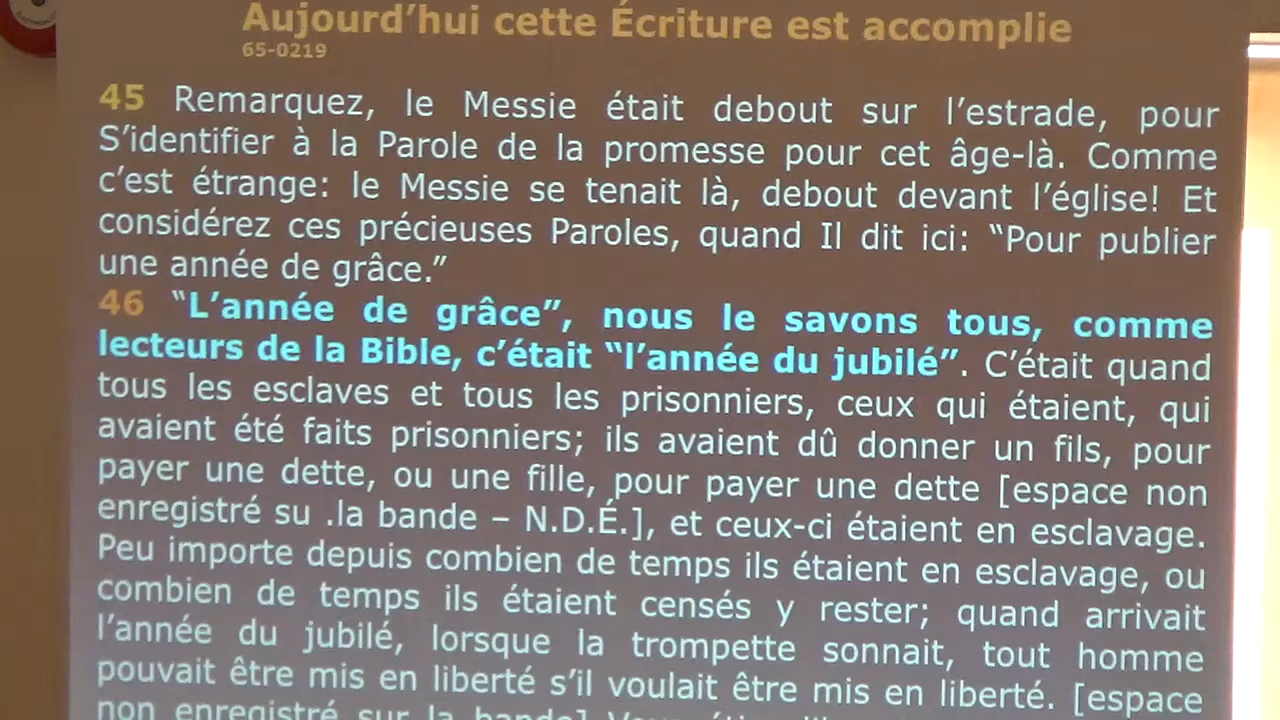 Aujourd’hui cette Écriture est accomplie
65-0219
45 Remarquez, le Messie était debout sur l’estrade, pour
S’identifier à la Parole de la promesse pour cet âge-là. Comme
c’est étrange: le Messie se tenait là, debout devant l’église! Et
considérez ces précieuses Paroles, quand Il dit ici: “Pour publier
une année de grâce.”
46 “L’année de grâce”, nous le savons tous, comme
lecteurs de la Bible, c’était “l’année du jubilé”. C’était quand
tous les esclaves et tous les prisonniers, ceux qui étaient, qui
avaient été faits prisonniers; ils avaient dû donner un fils, pour
payer une dette, ou une fille, pour payer une dette [espace non
enregistré su .la bande – N.D.É.], et ceux-ci étaient en esclavage.
Peu importe depuis combien de temps ils étaient en esclavage, ou
combien de temps ils étaient censés y rester; quand arrivait
l’année du jubilé, lorsque la trompette sonnait, tout homme
pouvait être mis en liberté s’il voulait être mis en liberté. [espace
non enregistré sur la bande]